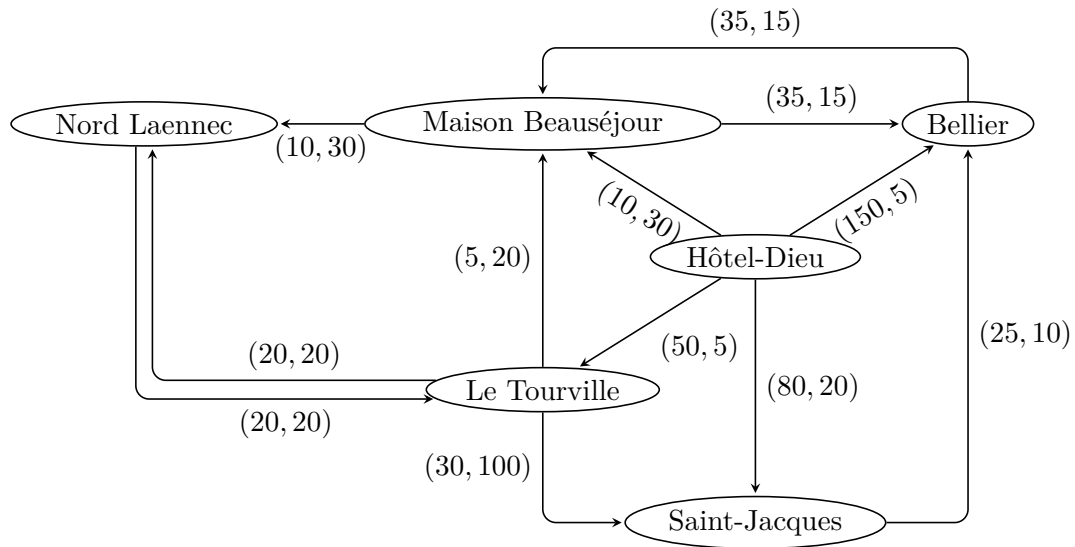 (35, 15)
Nord Laennec
Maison Beauséjour
(35, 15)
Bellier
(10, 30)
(10, 30)
(150, 5)
(5, 20)
Hôtel-Dieu
(25, 10)
(20, 20)
(50, 5)
Le Tourville
(80, 20)
(20, 20)
(30, 100)
Saint-Jacques